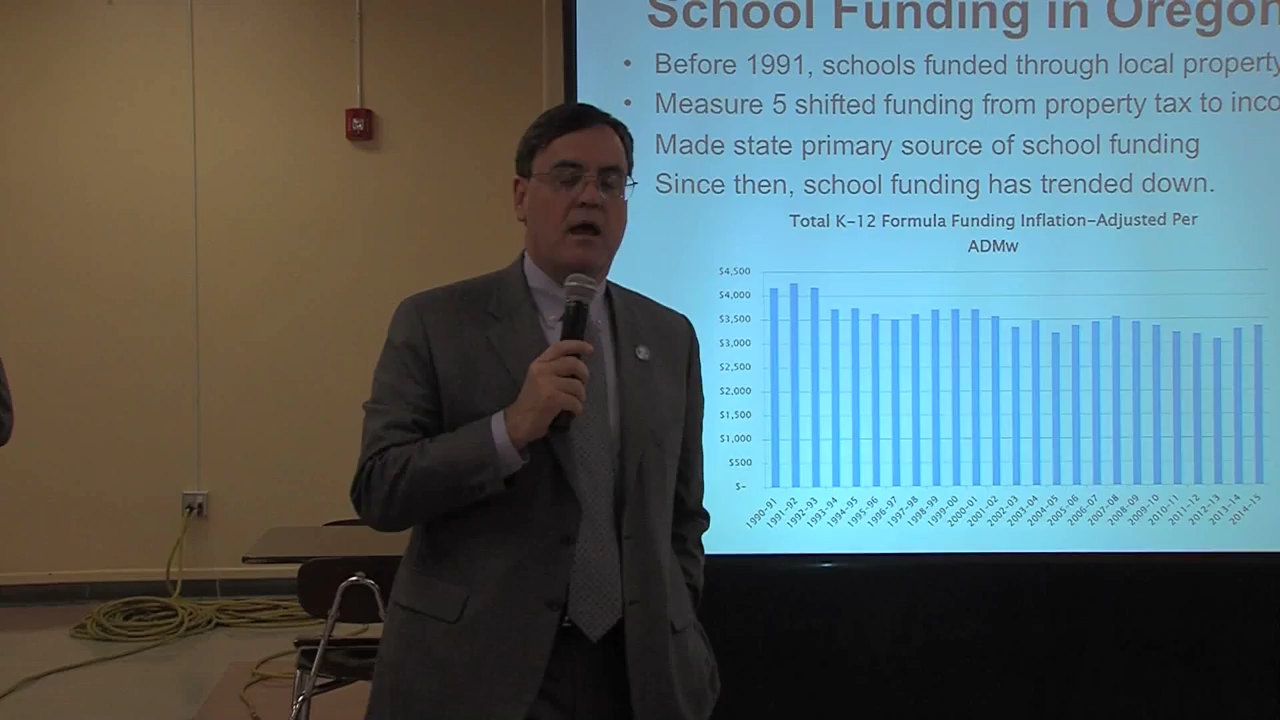 School Funding in Oregon
• Before 1991, schools funded through local property
• Measure 5 shifted funding from property tax to inco
Made state primary source of school funding
Since then, school funding has trended down.
Total K-12 Formula Funding Inflation-Adjusted Per
ADMw
$4,500
$4,000
$3,500
$3,000
$2,500
$2,000
$1,500
$1,000
$500
$-
1990-91 1991-92 1992-93 1993-94 1994-95 1995-96 1996-97 1997-98 1998-99 1999-00 2000-01 2001-02 2002-03 2003-04 2004-05 2005-06 2006-07 2007-08 2008-09 2009-10 2010-11 2011-12 2012-13 2013-14 2014-15